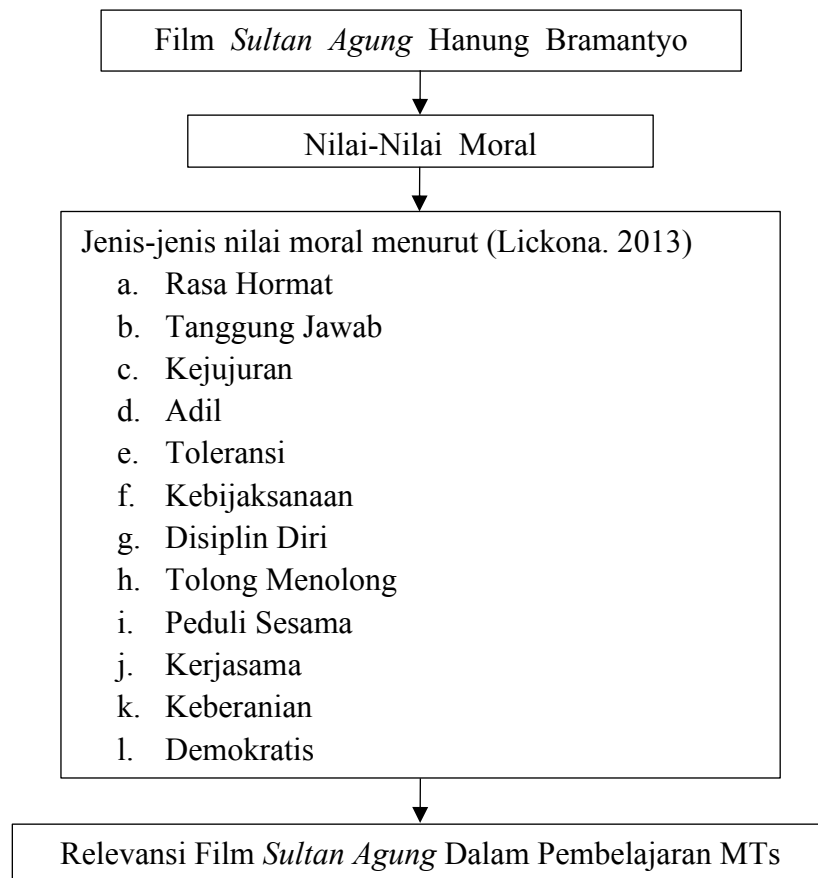 Film Sultan Agung Hanung Bramantyo
Nilai-Nilai Moral
Jenis-jenis nilai moral menurut (Lickona. 2013)
a. Rasa Hormat
b. Tanggung Jawab
c. Kejujuran
d. Adil
e. Toleransi
f. Kebijaksanaan
g. Disiplin Diri
h. Tolong Menolong
i. Peduli Sesama
j. Kerjasama
k. Keberanian
l. Demokratis
Relevansi Film Sultan Agung Dalam Pembelajaran MTs